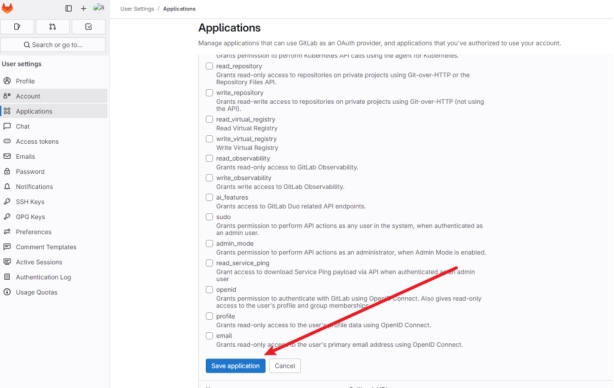 User Settings / Applications
Search or go to...
User settings
Profile
Account
Applications
Chat
Access tokens
Emails
Password
Notifications
SSH Keys
GPG Keys
Preferences
Comment Templates
Active Sessions
Authentication Log
Usage Quotas
Applications
Manage applications that can use GitLab as an OAuth provider, and applications that you've authorized to use your account.
Grants permission to perform Kubernetes API calls using the agent for Kubernetes.
read_repository
Grants read-only access to repositories on private projects using Git-over-HTTP or the
Repository Files API.
write_repository
Grants read-write access to repositories on private projects using Git-over-HTTP (not using
the API).
read_virtual_registry
Read Virtual Registry
write_virtual_registry
Write Virtual Registry
read_observability
Grants read-only access to GitLab Observability.
write_observability
Grants write access to GitLab Observability.
ai_features
Grants access to GitLab Duo related API endpoints.
sudo
Grants permission to perform API actions as any user in the system, when authenticated as
an admin user.
admin_mode
Grants permission to perform API actions as an administrator, when Admin Mode is enabled.
read_service_ping
Grant access to download Service Ping payload via API when authenticated as an admin
user
openid
Grants permission to authenticate with GitLab using OpenID Connect. Also gives read-only
access to the user's profile and group memberships.
profile
Grants read-only access to the user's profile data using OpenID Connect.
email
Grants read-only access to the user's primary email address using OpenID Connect.
Save application
Cancel